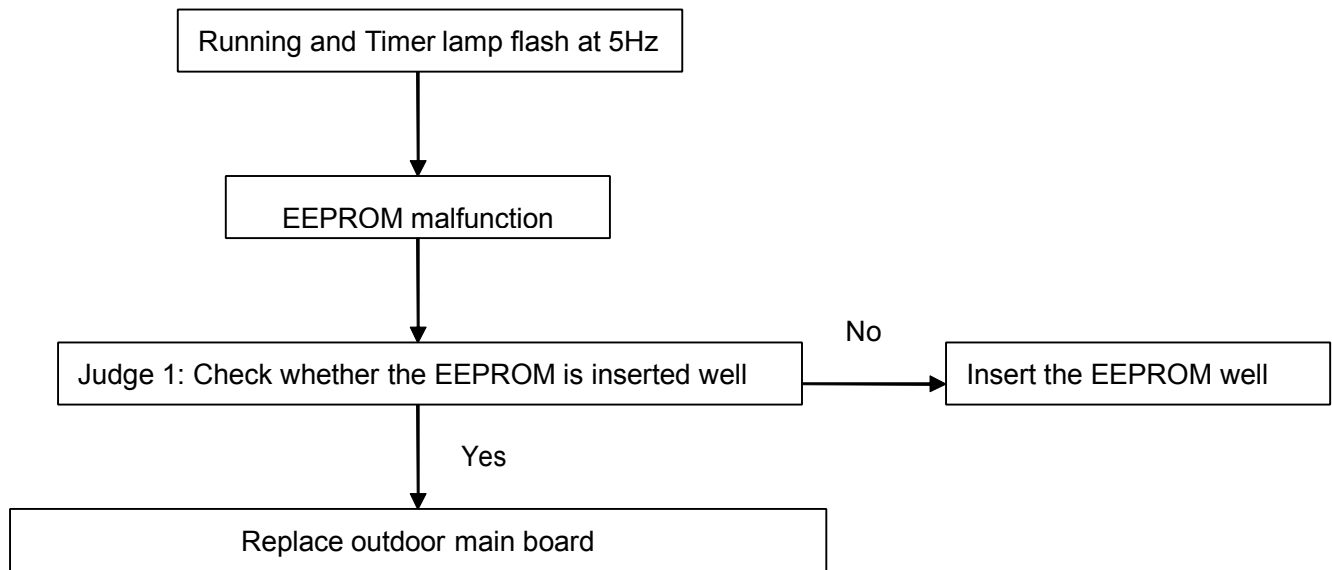 Running and Timer lamp flash at 5Hz
EEPROM malfunction
No
Judge 1: Check whether the EEPROM is inserted well
Insert the EEPROM well
Yes
Replace outdoor main board